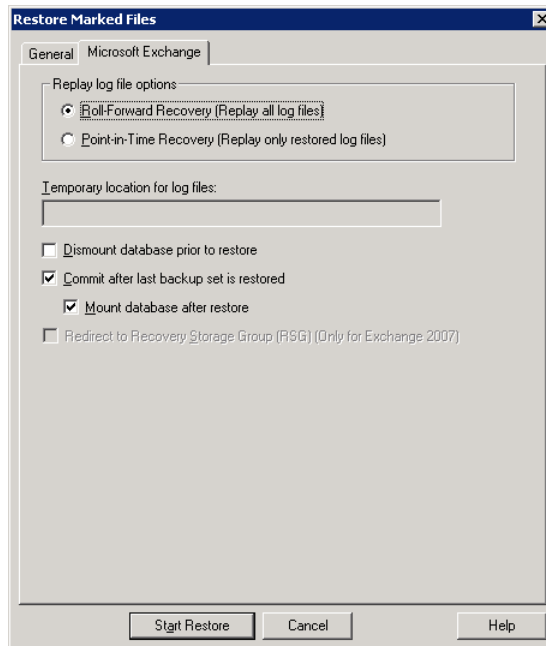 Restore Marked Files
General
Microsoft Exchange
Replay log file options
Roll-Forward Recovery (Replay all log files)
Point-in-Time Recovery (Replay only restored log files)
Temporary location for log files:
Dismount database prior to restore
Commit after last backup set is restored
Mount database after restore
Redirect to Recovery Storage Group (RSG) (Only for Exchange 2007)
Start Restore
Cancel
Help